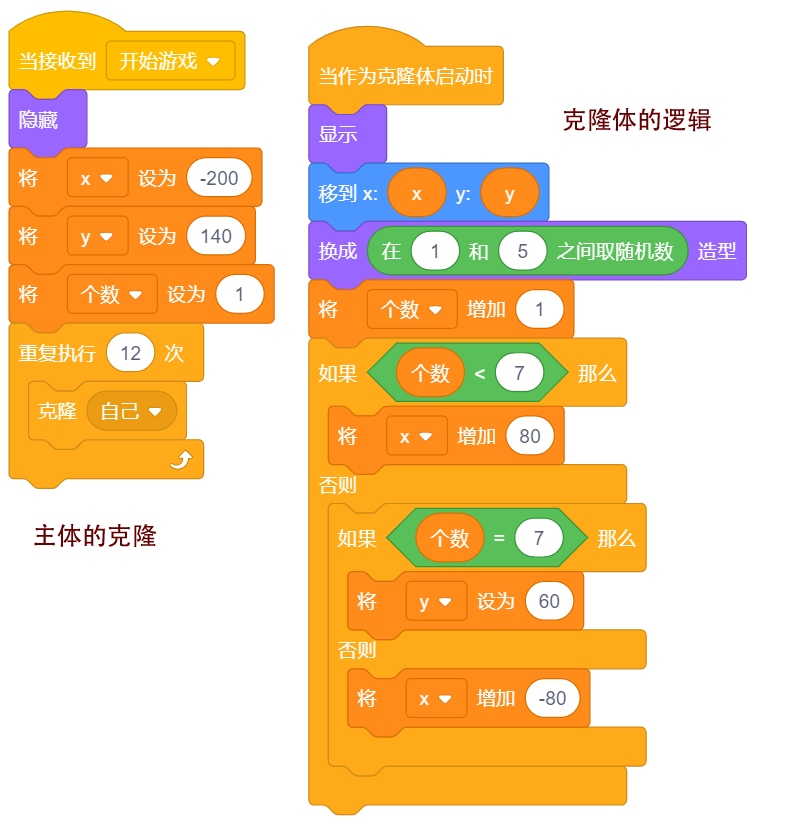 当接收到 开始游戏
隐藏
将 x 设为 -200
将 y 设为 140
将 个数 设为 1
重复执行 12 次
克隆 自己
主体的克隆
当作为克隆体启动时
克隆体的逻辑
显示
移到 x: x y: y
换成 在 1 和 5 之间取随机数 造型
将 个数 增加 1
如果 个数 < 7 那么
将 x 增加 80
否则
如果 个数 = 7 那么
将 y 设为 60
否则
将 x 增加 -80